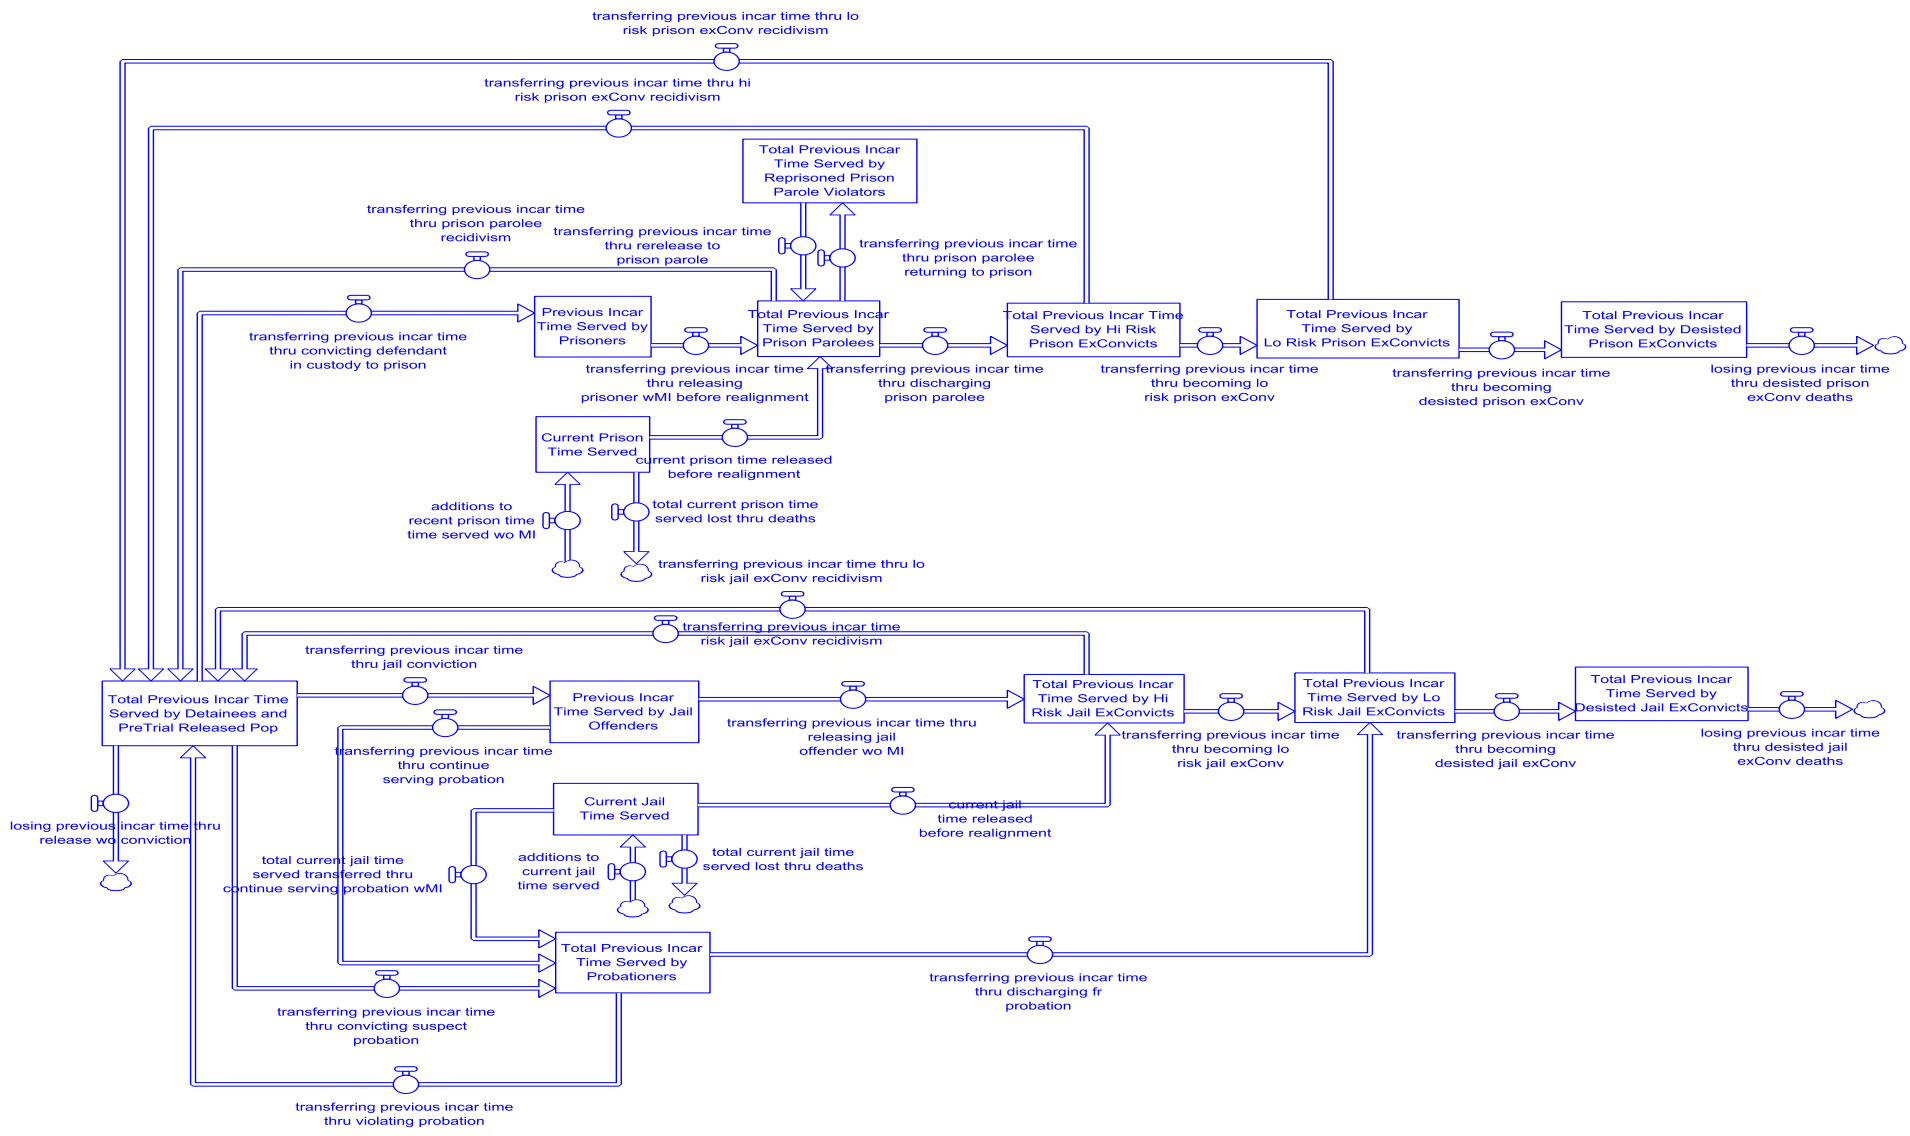 transferring previous incar time thru lo
risk prison exConv recidivism
transferring previous incar time thru hi
risk prison exConv recidivism
Total Previous Incar
Time Served by
Reprisoned Prison
Parole Violators
transferring previous incar time
thru prison parolee
recidivism
transferring previous incar time
thru rerelease to
prison parole
transferring previous incar time
thru prison parolee
returning to prison
Previous Incar
Time Served by
Prisoners
Total Previous Incar
Time Served by
Prison Parolees
Total Previous Incar Time
Served by Hi Risk
Prison ExConvicts
Total Previous Incar
Time Served by
Lo Risk Prison ExConvicts
Total Previous Incar
Time Served by Desisted
Prison ExConvicts
transferring previous incar time
thru convicting defendant
in custody to prison
transferring previous incar time
thru releasing
prisoner wMI before realignment
transferring previous incar time
thru discharging
prison parolee
transferring previous incar time
thru becoming lo
risk prison exConv
transferring previous incar time
thru becoming
desisted prison exConv
losing previous incar time
thru desisted prison
exConv deaths
Current Prison
Time Served
current prison time released
before realignment
additions to
recent prison time
time served wo MI
total current prison time
served lost thru deaths
transferring previous incar time thru lo
risk jail exConv recidivism
transferring previous incar time
risk jail exConv recidivism
transferring previous incar time
thru jail conviction
Total Previous Incar Time
Served by Detainees and
PreTrial Released Pop
Previous Incar
Time Served by Jail
Offenders
Total Previous Incar
Time Served by Hi
Risk Jail ExConvicts
Total Previous Incar
Time Served by Lo
Risk Jail ExConvicts
Total Previous Incar
Time Served by
Desisted Jail ExConvicts
transferring previous incar time
thru continue
serving probation
transferring previous incar time thru
releasing jail
offender wo MI
transferring previous incar time
thru becoming lo
risk jail exConv
transferring previous incar time
thru becoming
desisted jail exConv
losing previous incar time
thru desisted jail
exConv deaths
Current Jail
Time Served
current jail
time released
before realignment
losing previous incar time thru
release wo conviction
total current jail time
served transferred thru
continue serving probation wMI
additions to
current jail
time served
total current jail time
served lost thru deaths
Total Previous Incar
Time Served by
Probationers
transferring previous incar time
thru discharging fr
probation
transferring previous incar time
thru convicting suspect
probation
transferring previous incar time
thru violating probation